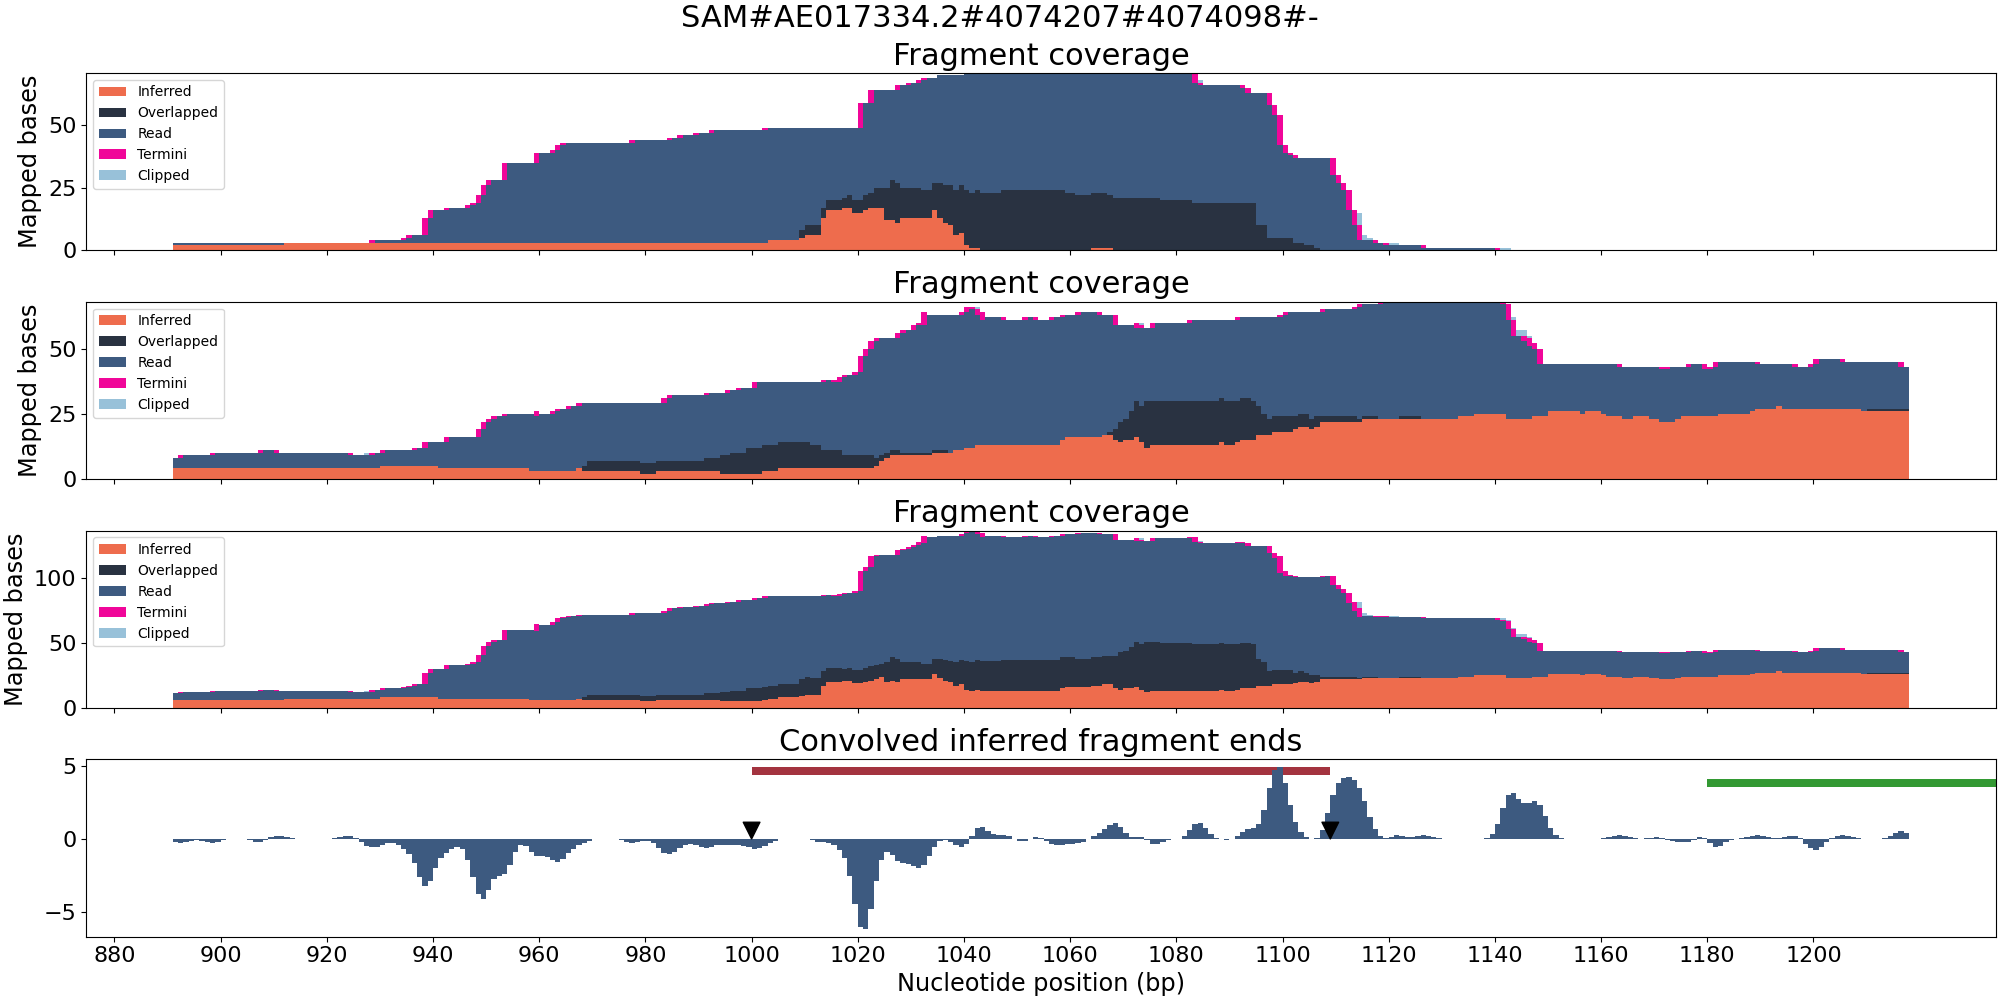 SAM#AE017334.2#4074207#4074098#-
Fragment coverage
Mapped bases
50
25
0
Inferred
Overlapped
Read
Termini
Clipped
Fragment coverage
Mapped bases
50
25
0
Inferred
Overlapped
Read
Termini
Clipped
Fragment coverage
Mapped bases
100
50
0
Inferred
Overlapped
Read
Termini
Clipped
Convolved inferred fragment ends
5
0
−5
880 900 920 940 960 980 1000 1020 1040 1060 1080 1100 1120 1140 1160 1180 1200
Nucleotide position (bp)